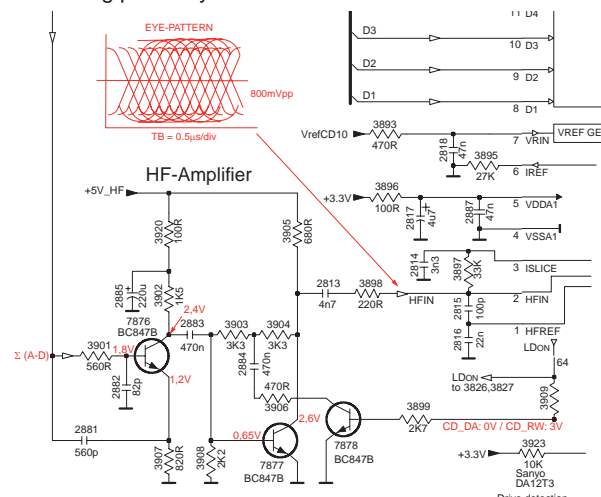 EYE-PATTERN
800mVpp
TB = 0.5µs/div
HF-Amplifier
+5V_HF
3920
100R
3905
680R
2885
220u
3902
1K5
7876
BC847B
2,4V
2883
470n
3903
3K3
3904
3K3
2884
470n
470R
3906
Σ (A-D)
3901
560R
1,8V
2882
82p
1,2V
2881
560p
3907
820R
3908
2K2
0,65V
7877
BC847B
2,6V
7878
BC847B
3899
2K7
CD_DA: 0V / CD_RW: 3V
2813
4n7
3898
220R
HFIN
D4
11
D3
10 D3
D2
9 D2
D1
8 D1
VrefCD10
3893
470R
7 VRIN
VREF GE
2818
47n
3895
27K
6 IREF
+3.3V
3896
100R
5 VDDA1
2817
4u7
2887
47n
4 VSSA1
2814
3n3
3897
33K
3 ISLICE
2 HFIN
2815
100p
1 HFREF
2816
22n
LDON
64
LDON
to 3826,3827
3909
+3.3V
3923
10K
Sanyo
DA12T3
Drive detection